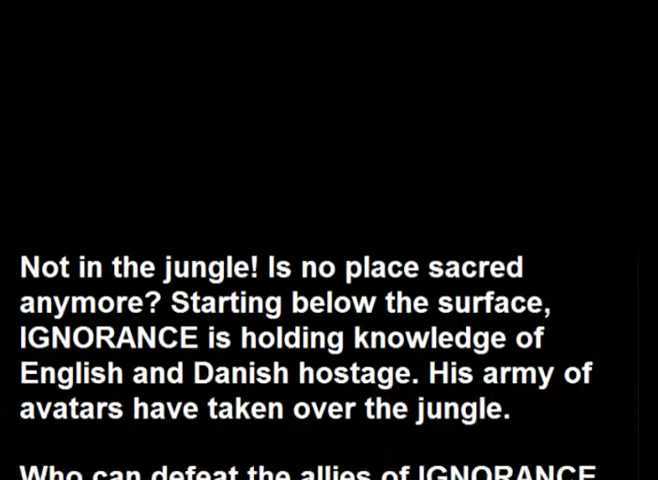 Not in the jungle! Is no place sacred
anymore? Starting below the surface,
IGNORANCE is holding knowledge of
English and Danish hostage. His army of
avatars have taken over the jungle.
Who can defeat the allies of IGNORANCE